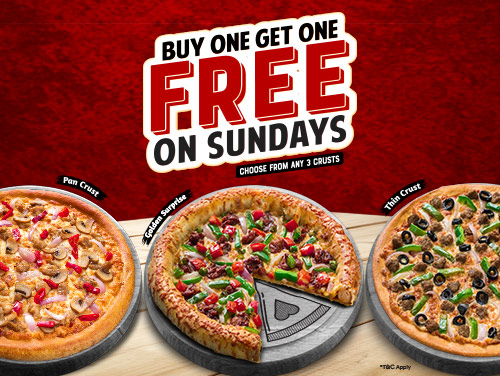 BUY ONE GET ONE
FREE
ON SUNDAYS
CHOOSE FROM ANY 3 CRUSTS
Pan Crust
Golden Surprise
Thin Crust
*T&C Apply